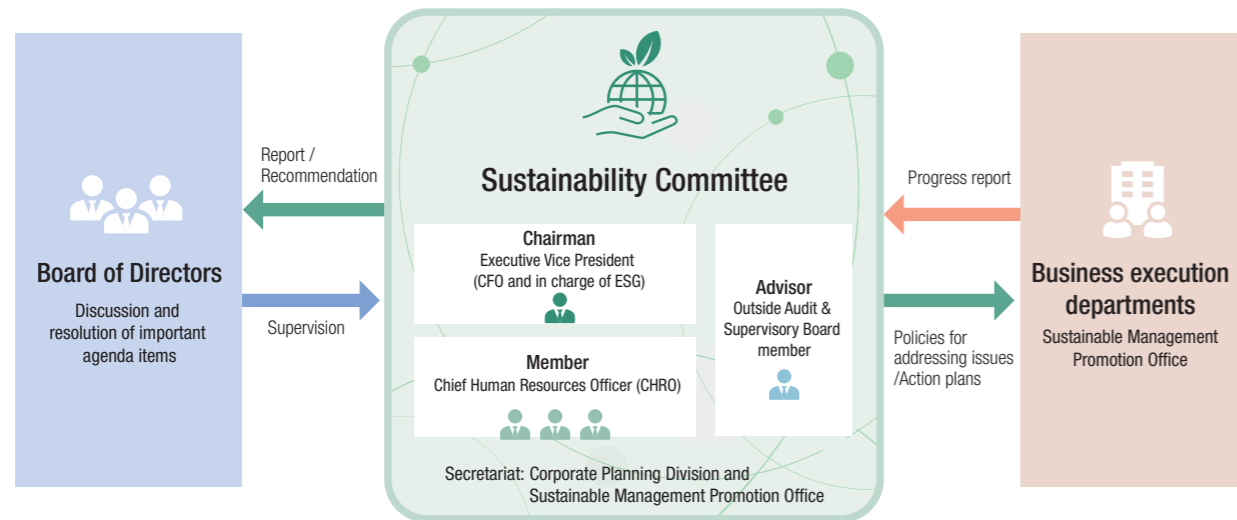 Board of Directors
Discussion and
resolution of important
agenda items
Report /
Recommendation
Supervision
Sustainability Committee
Chairman
Executive Vice President
(CFO and in charge of ESG)
Member
Chief Human Resources Officer (CHRO)
Advisor
Outside Audit &
Supervisory Board
member
Secretariat: Corporate Planning Division and
Sustainable Management Promotion Office
Progress report
Policies for
addressing issues
/Action plans
Business execution
departments
Sustainable Management
Promotion Office